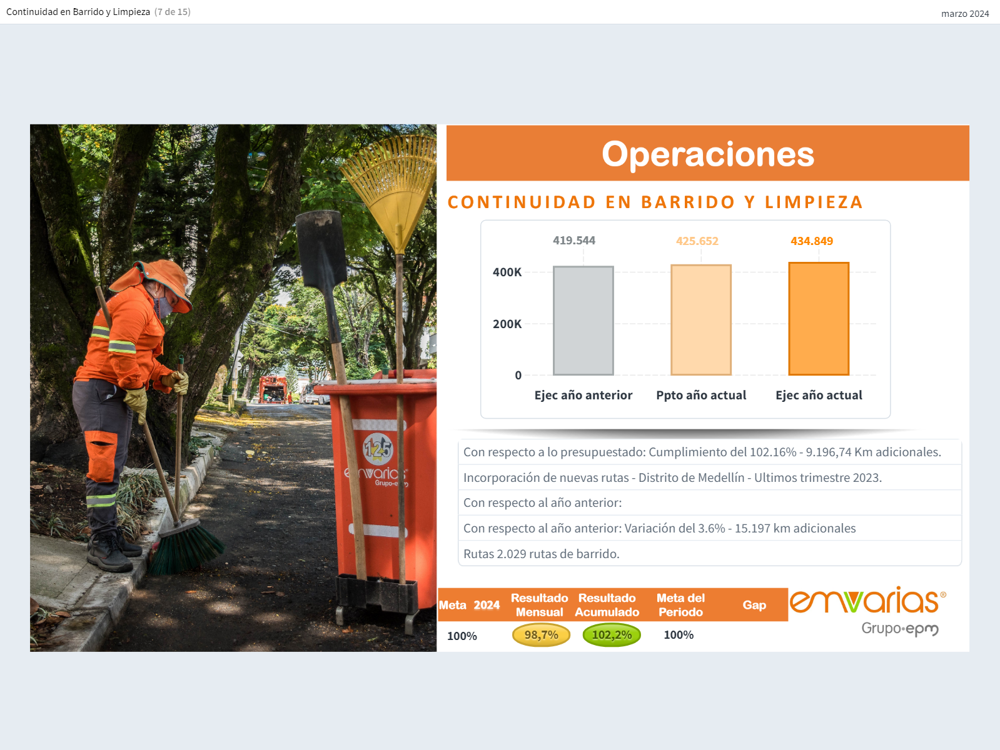 Continuidad en Barrido y Limpieza (7 de 15)
marzo 2024
Operaciones
CONTINUIDAD EN BARRIDO Y LIMPIEZA
419.544
425.652
434.849
400K
200K
0
Ejec año anterior
Ppto año actual
Ejec año actual
Con respecto a lo presupuestado: Cumplimiento del 102.16% - 9.196,74 Km adicionales.
Incorporación de nuevas rutas - Distrito de Medellín - Ultimos trimestre 2023.
Con respecto al año anterior:
Con respecto al año anterior: Variación del 3.6% - 15.197 km adicionales
Rutas 2.029 rutas de barrido.
125
emvarias
Grupo•epm
Meta 2024
Resultado Mensual
Resultado Acumulado
Meta del Periodo
Gap
100%
98,7%
102,2%
100%
emvarias®
Grupo•epm